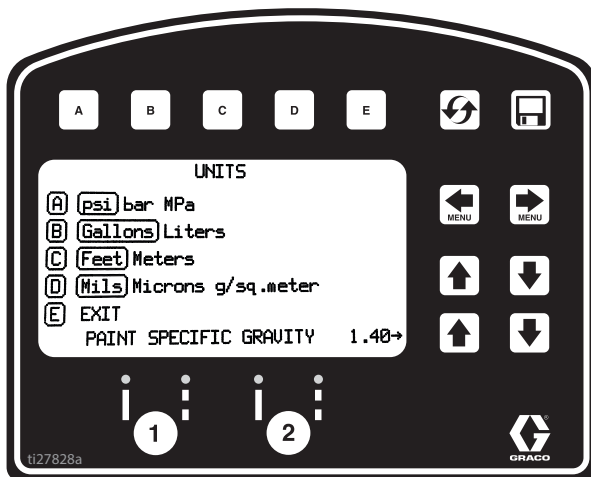 A B C D E
UNITS
A psi bar MPa
B Gallons Liters
C Feet Meters
D Mils Microns g/sq.meter
E EXIT
PAINT SPECIFIC GRAVITY 1.40→
MENU MENU
1 2
ti27828a
GRACO